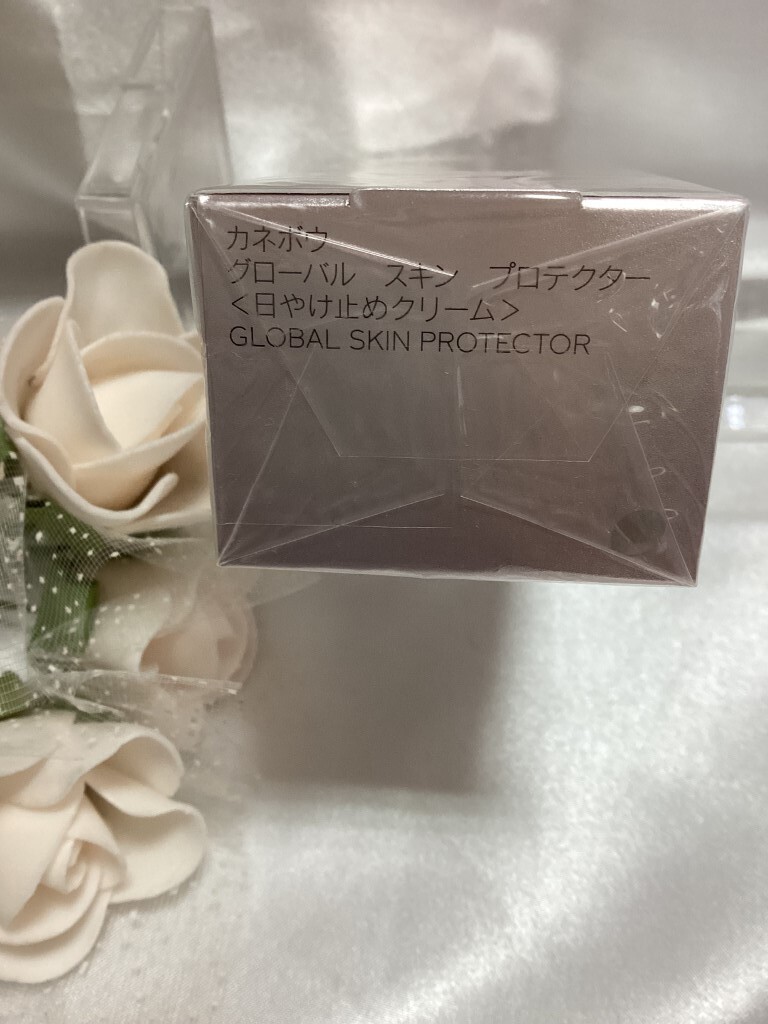 カネボウ
グローバル　スキン　プロテクター
<日やけ止めクリーム>
GLOBAL SKIN PROTECTOR